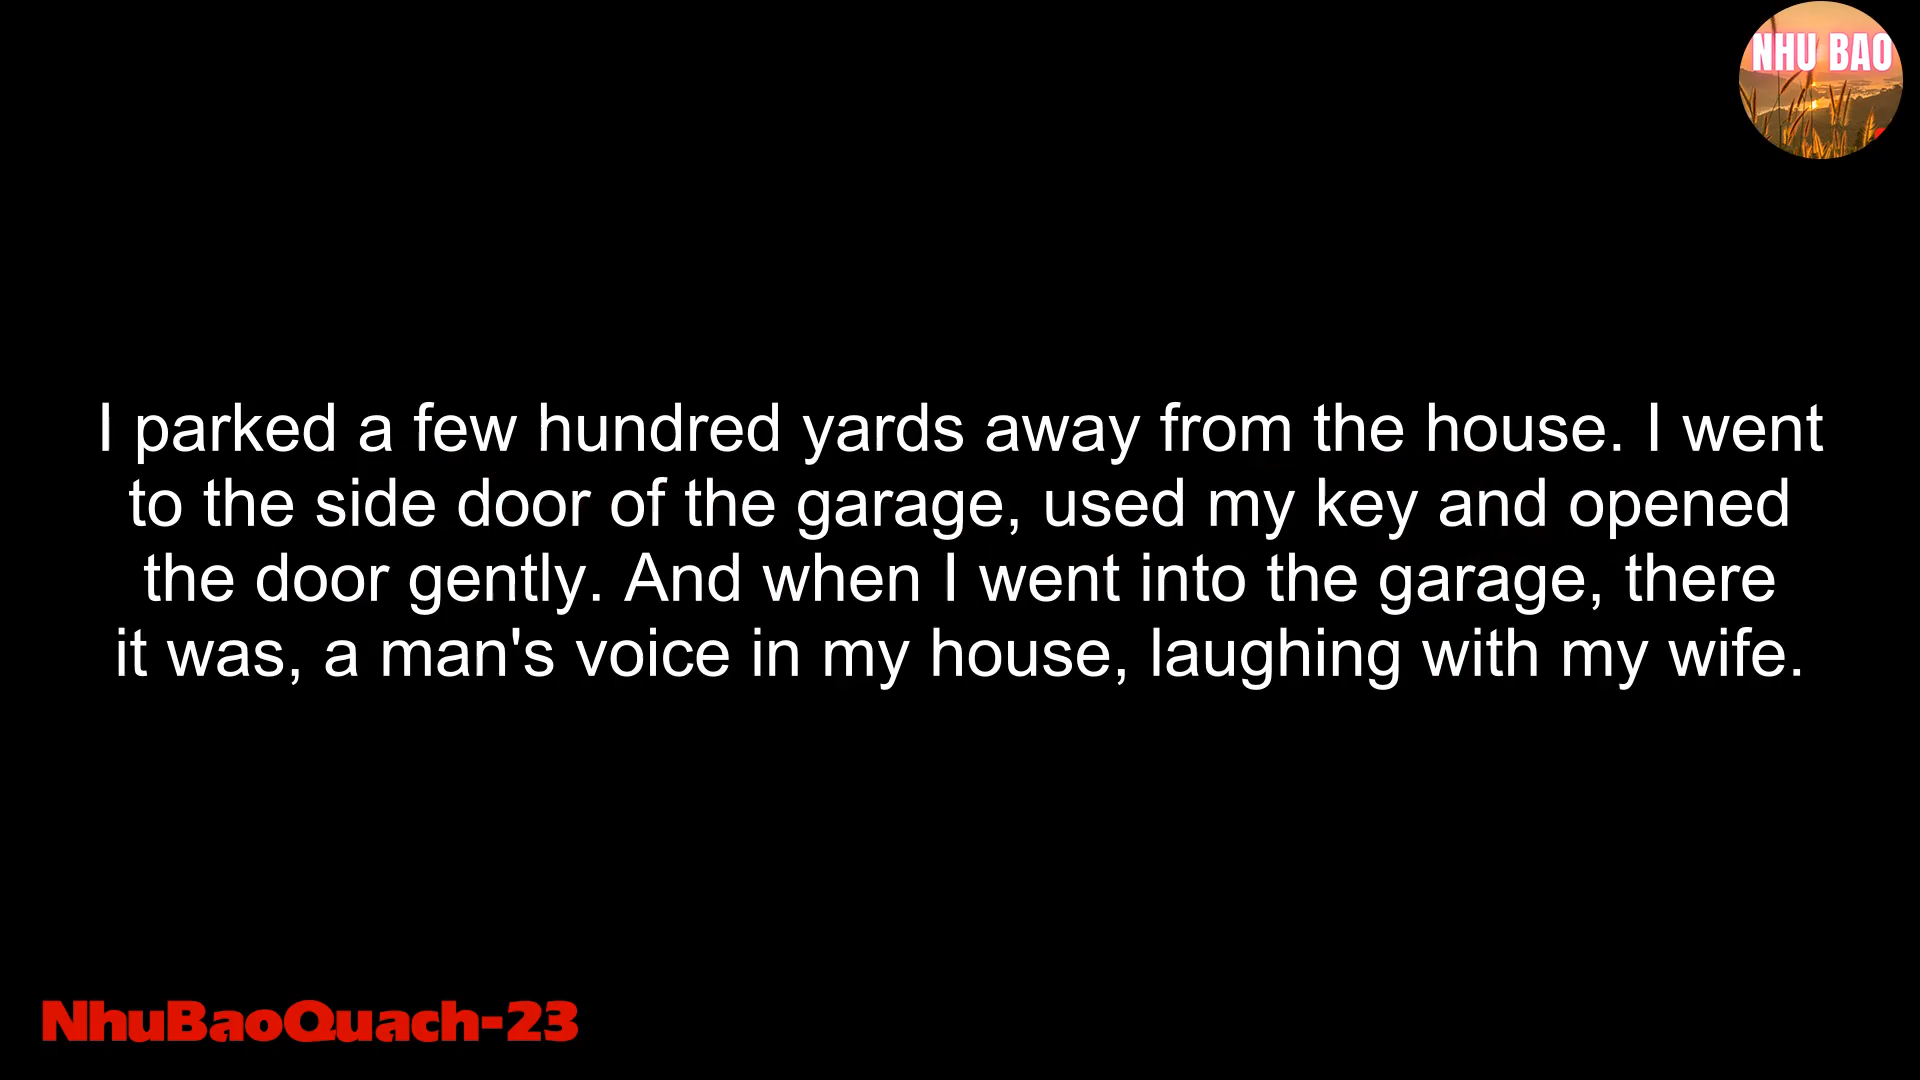 NHU BAO
I parked a few hundred yards away from the house. I went
to the side door of the garage, used my key and opened
the door gently. And when I went into the garage, there
it was, a man's voice in my house, laughing with my wife.
NhuBaoQuach-23